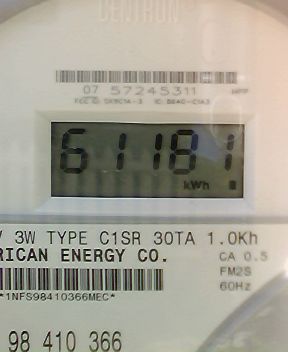 CENTRON
07 57245311
61181
kWh
V 3W TYPE C1SR 30TA 1.0Kh
RICAN ENERGY CO. CA 0.5
FM2S
*1NFS98410366MEC* 60Hz
98 410 366